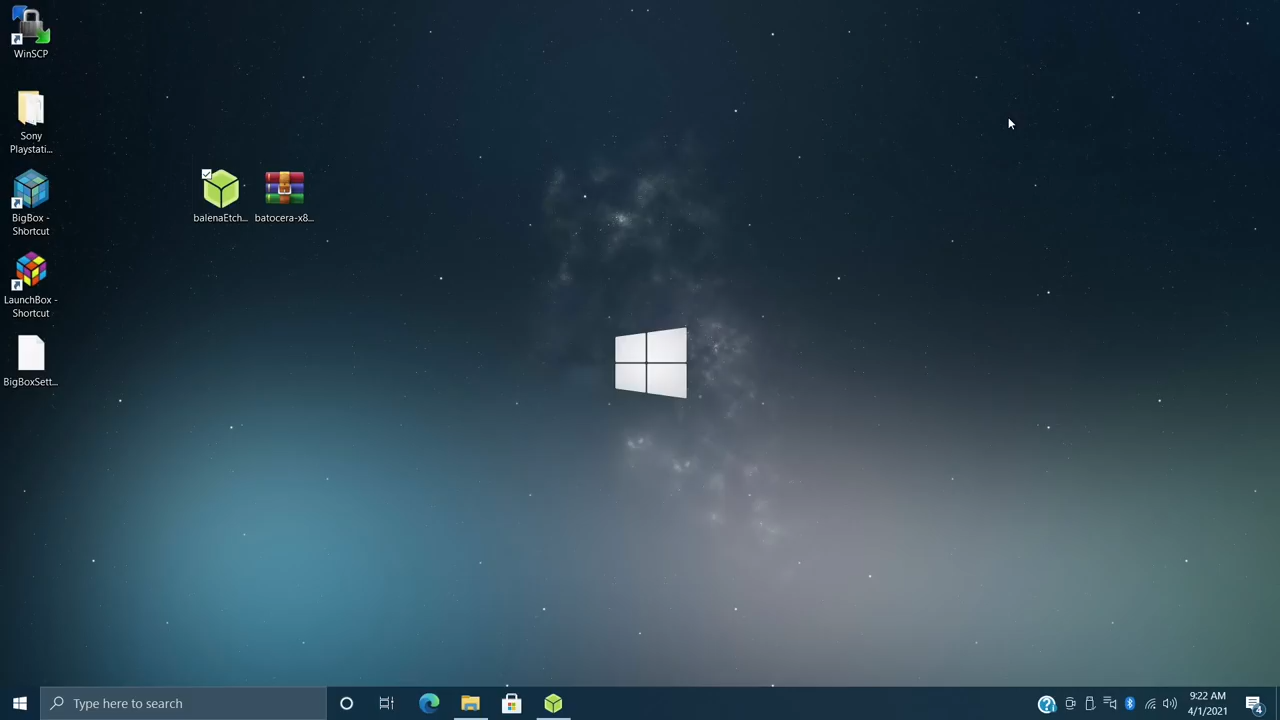 WinSCP
Sony
Playstati...
BigBox -
Shortcut
LaunchBox -
Shortcut
BigBoxSett...
balenaEtch...
batocera-x8...
Type here to search
9:22 AM
4/1/2021
4